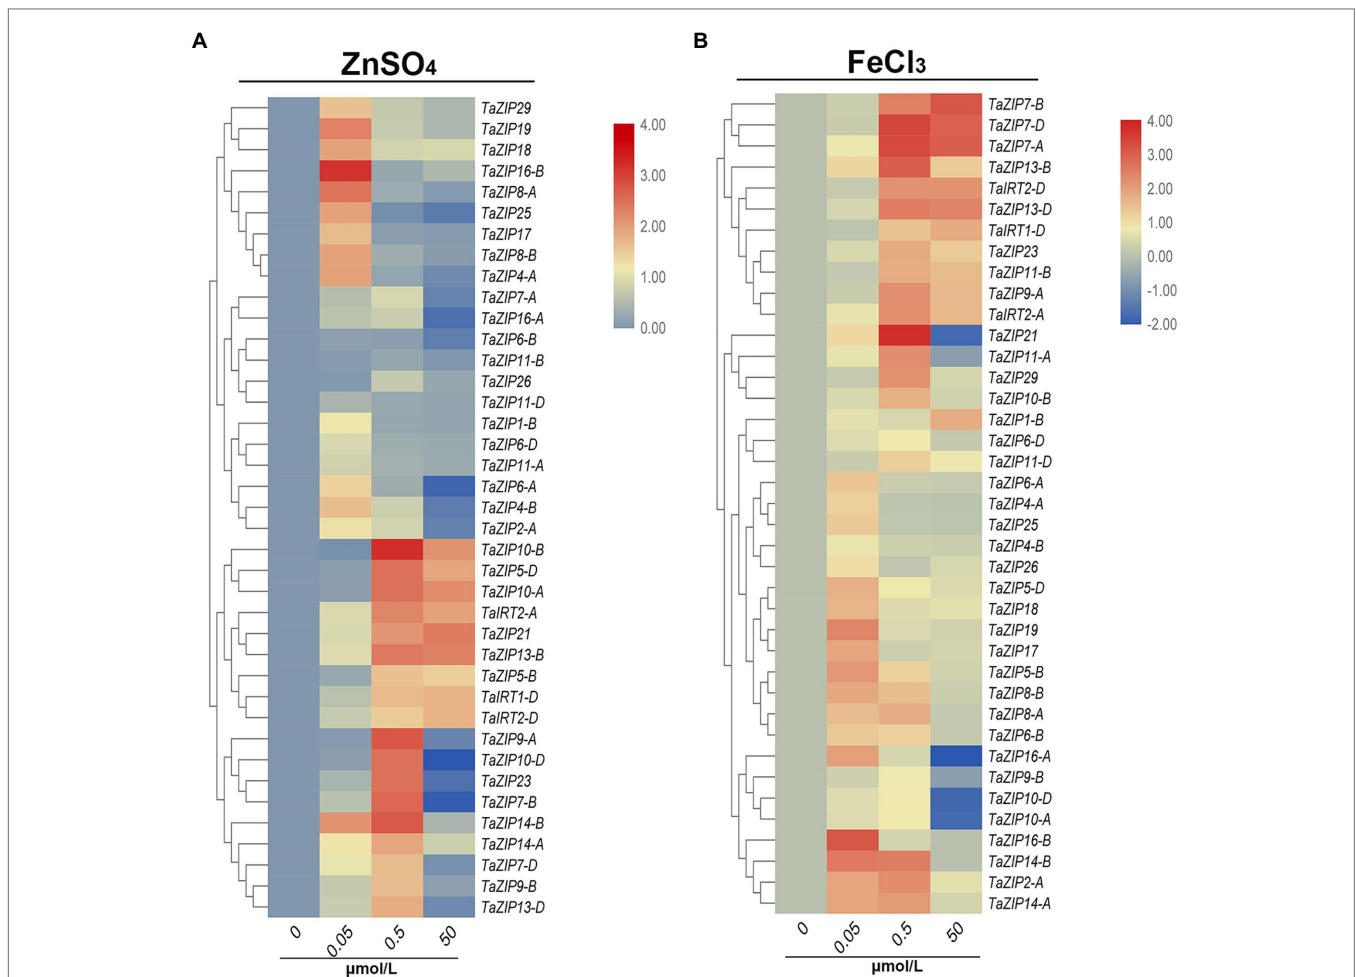 A
ZnSO4
TaZIP29
TaZIP19
TaZIP18
TaZIP16-B
TaZIP8-A
TaZIP25
TaZIP17
TaZIP8-B
TaZIP4-A
TaZIP7-A
TaZIP16-A
TaZIP6-B
TaZIP11-B
TaZIP26
TaZIP11-D
TaZIP1-B
TaZIP6-D
TaZIP11-A
TaZIP6-A
TaZIP4-B
TaZIP2-A
TaZIP10-B
TaZIP5-D
TaZIP10-A
TaIRT2-A
TaZIP21
TaZIP13-B
TaZIP5-B
TaIRT1-D
TaIRT2-D
TaZIP9-A
TaZIP10-D
TaZIP23
TaZIP7-B
TaZIP14-B
TaZIP14-A
TaZIP7-D
TaZIP9-B
TaZIP13-D
0 0.05 0.5 50
µmol/L
4.00
3.00
2.00
1.00
0.00
B
FeCl3
TaZIP7-B
TaZIP7-D
TaZIP7-A
TaZIP13-B
TaIRT2-D
TaZIP13-D
TaIRT1-D
TaZIP23
TaZIP11-B
TaZIP9-A
TaIRT2-A
TaZIP21
TaZIP11-A
TaZIP29
TaZIP10-B
TaZIP1-B
TaZIP6-D
TaZIP11-D
TaZIP6-A
TaZIP4-A
TaZIP25
TaZIP4-B
TaZIP26
TaZIP5-D
TaZIP18
TaZIP19
TaZIP17
TaZIP5-B
TaZIP8-B
TaZIP8-A
TaZIP6-B
TaZIP16-A
TaZIP9-B
TaZIP10-D
TaZIP10-A
TaZIP16-B
TaZIP14-B
TaZIP2-A
TaZIP14-A
0 0.05 0.5 50
µmol/L
4.00
3.00
2.00
1.00
0.00
-1.00
-2.00